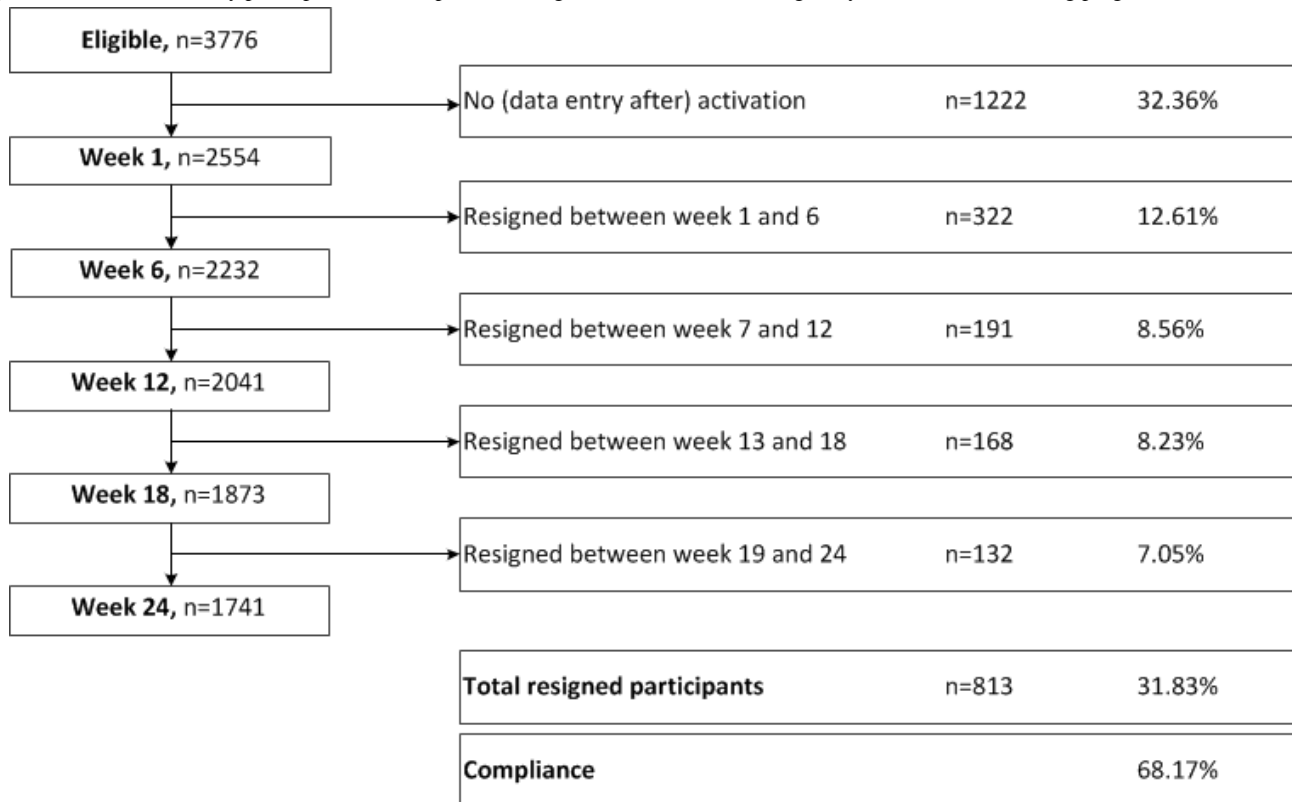 Eligible, n=3776
No (data entry after) activation n=1222 32.36%
Week 1, n=2554
Resigned between week 1 and 6 n=322 12.61%
Week 6, n=2232
Resigned between week 7 and 12 n=191 8.56%
Week 12, n=2041
Resigned between week 13 and 18 n=168 8.23%
Week 18, n=1873
Resigned between week 19 and 24 n=132 7.05%
Week 24, n=1741
Total resigned participants n=813 31.83%
Compliance 68.17%